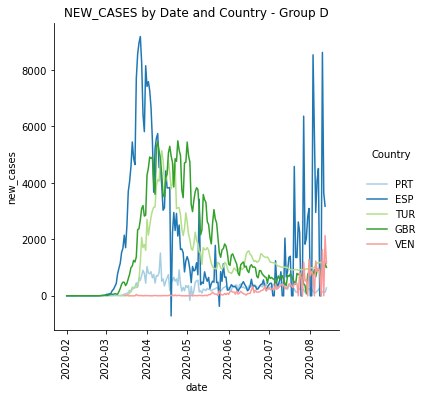 NEW_CASES by Date and Country - Group D
new_cases
8000
6000
4000
2000
0
2020-02
2020-03
2020-04
2020-05
2020-06
2020-07
2020-08
date
Country
PRT
ESP
TUR
GBR
VEN